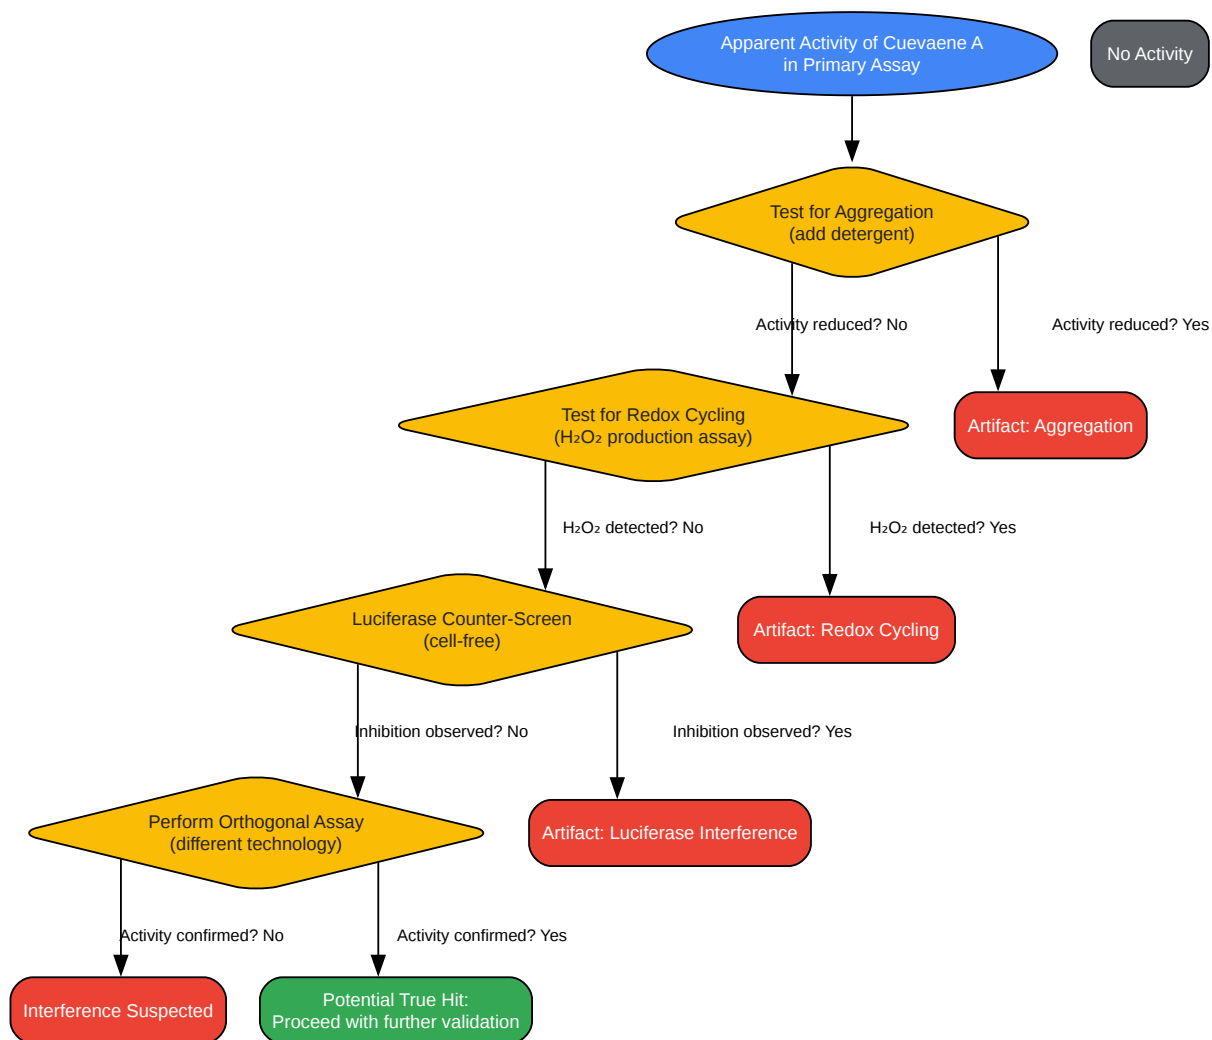 Apparent Activity of Cuevaene A
in Primary Assay
No Activity
Test for Aggregation
(add detergent)
Activity reduced? No
Activity reduced? Yes
Test for Redox Cycling
(H₂O₂ production assay)
Artifact: Aggregation
H₂O₂ detected? No
H₂O₂ detected? Yes
Luciferase Counter-Screen
(cell-free)
Artifact: Redox Cycling
Inhibition observed? No
Inhibition observed? Yes
Perform Orthogonal Assay
(different technology)
Artifact: Luciferase Interference
Activity confirmed? No
Activity confirmed? Yes
Interference Suspected
Potential True Hit:
Proceed with further validation